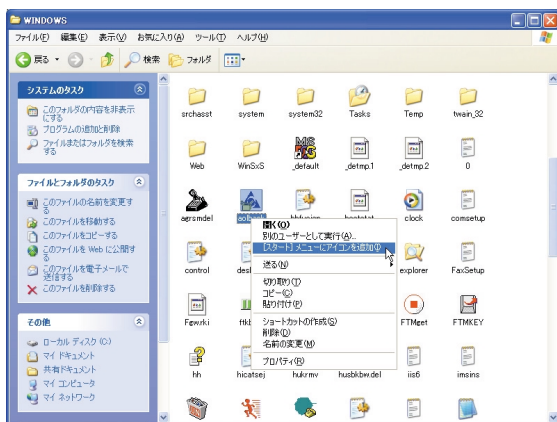 WINDOWS
ファイル(F) 編集(E) 表示(V) お気に入り(A) ツール(T) ヘルプ(H)
戻る 検索 フォルダ
システムのタスク
このフォルダの内容を非表示
にする
プログラムの追加と削除
ファイルまたはフォルダを検索
する
ファイルとフォルダのタスク
このファイルの名前を変更す
る
このファイルを移動する
このファイルをコピーする
このファイルを Web に公開す
る
このファイルを電子メールで
送信する
このファイルを削除する
その他
ローカル ディスク (C:)
マイ ドキュメント
共有ドキュメント
マイ コンピュータ
マイ ネットワーク
srchasst system system32 Tasks Temp twain_32
Web WinSxS _default _detmp.1 _detmp.2 0
agrsmdel clock comsetup
開く(O)
別のユーザーとして実行(A)...
[スタート] メニューにアイコンを追加(I)
送る(N)
切り取り(T)
コピー(C)
貼り付け(P)
ショートカットの作成(S)
削除(D)
名前の変更(M)
プロパティ(R)
control explorer FaxSetup
FTMget FTMKEY
hh hicatsej hukrmv husbkbw.del iis6 imsins